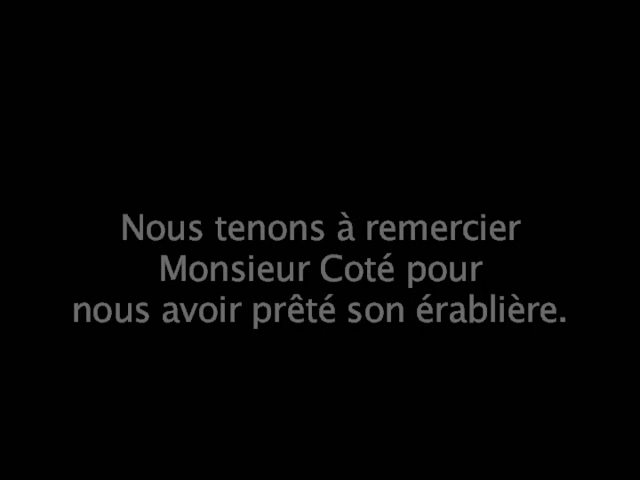 Nous tenons à remercier
Monsieur Coté pour
nous avoir prêté son érablière.